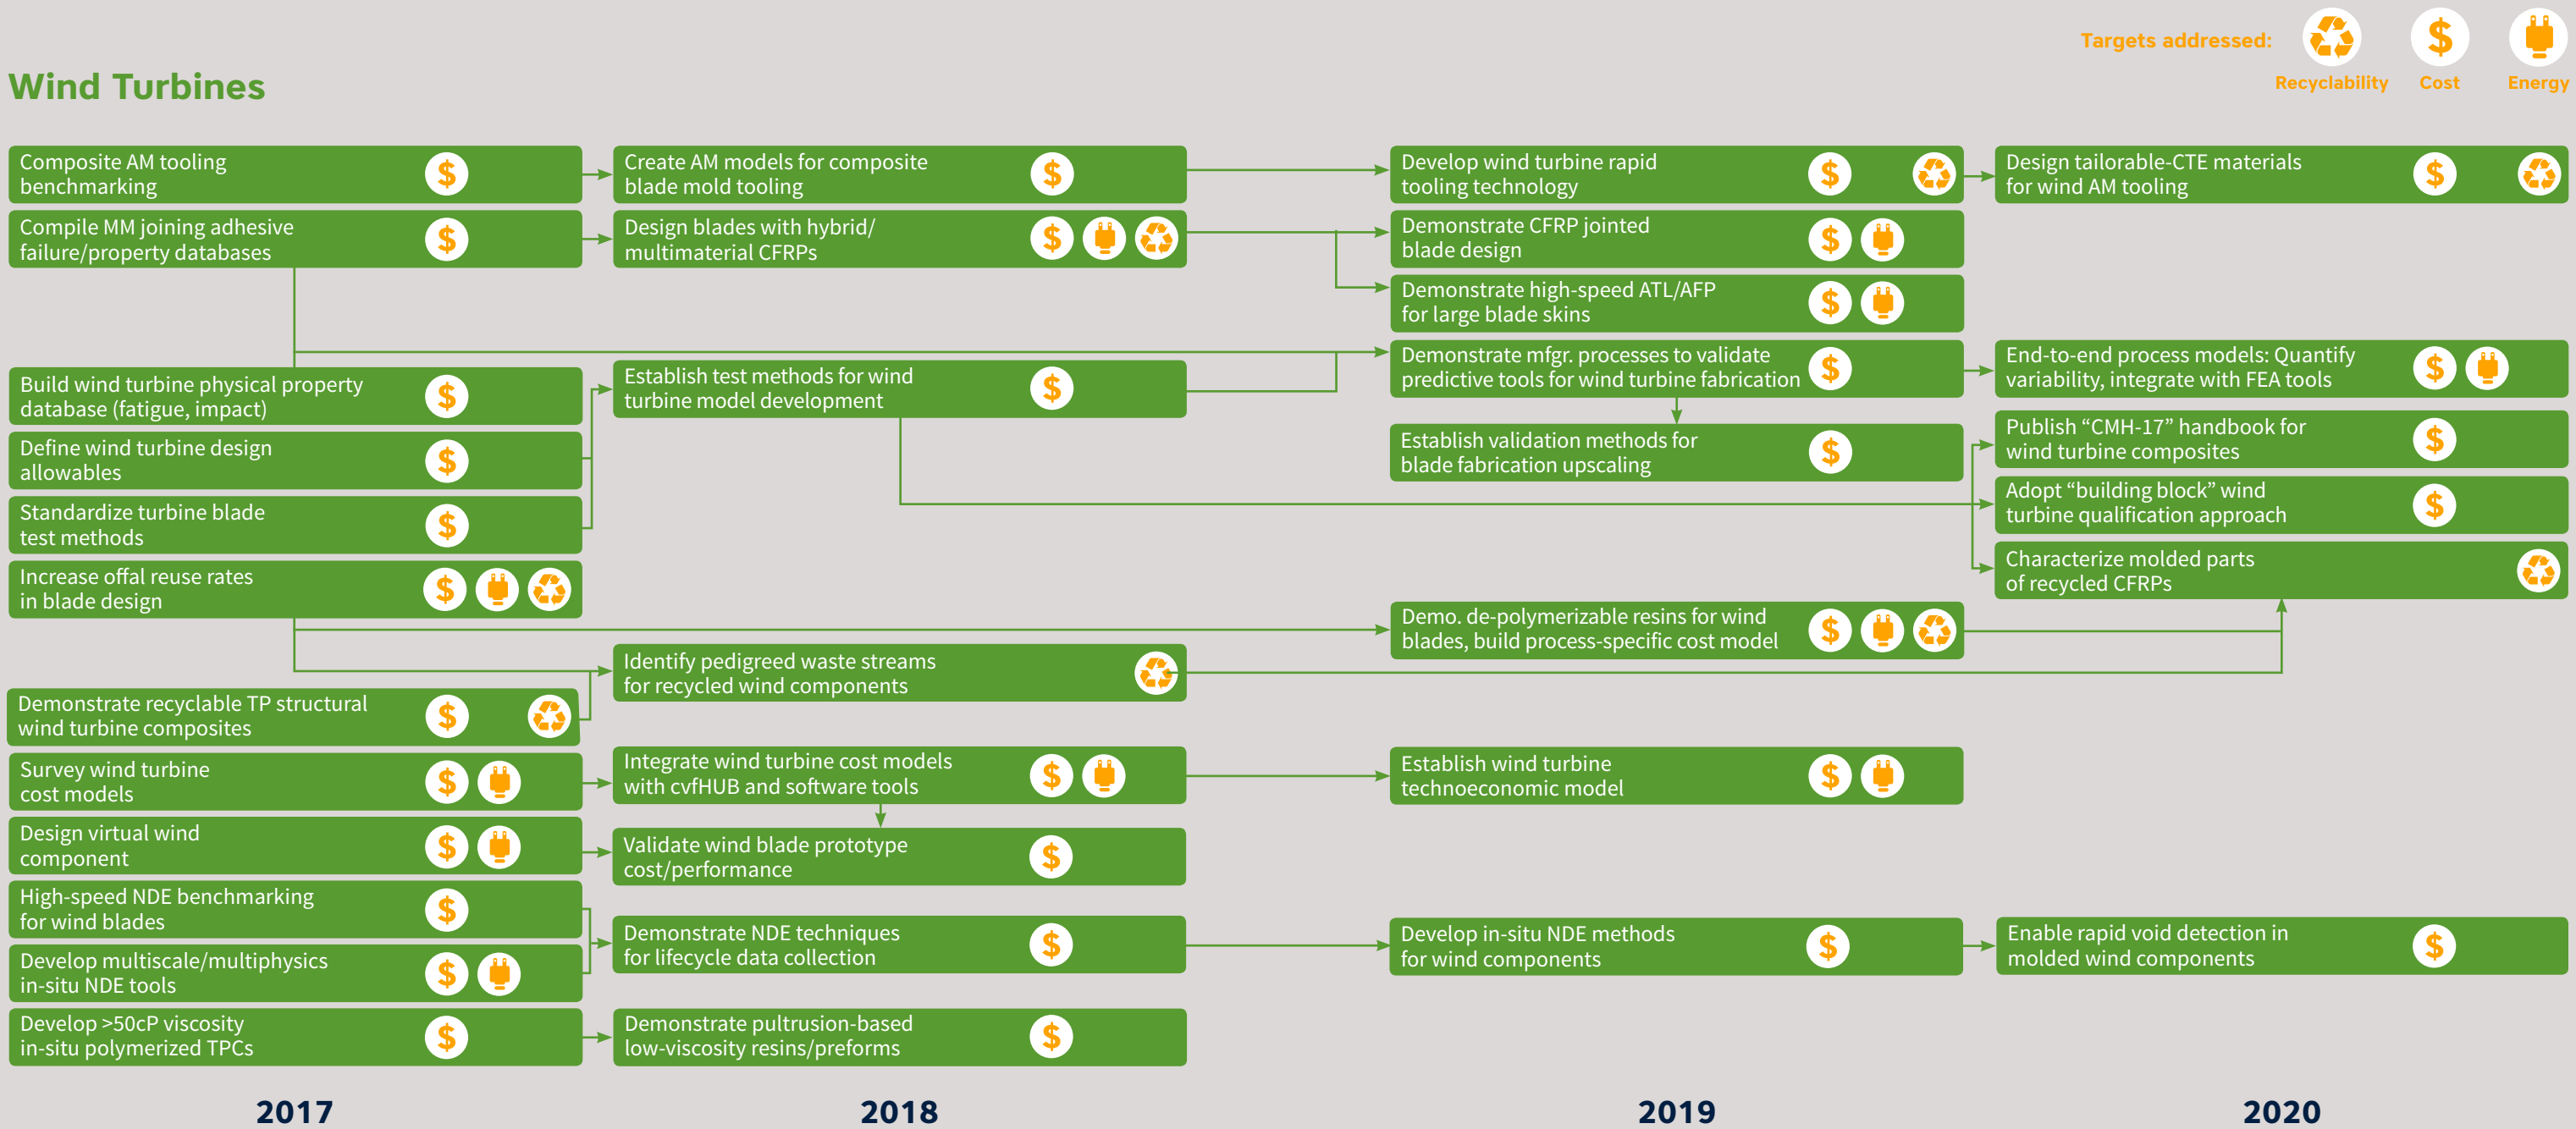 Targets addressed:
Recyclability
Cost
Energy
Wind Turbines
Composite AM tooling
benchmarking
Compile MM joining adhesive
failure/property databases
Build wind turbine physical property
database (fatigue, impact)
Define wind turbine design
allowables
Standardize turbine blade
test methods
Increase offal reuse rates
in blade design
Demonstrate recyclable TP structural
wind turbine composites
Survey wind turbine
cost models
Design virtual wind
component
High-speed NDE benchmarking
for wind blades
Develop multiscale/multiphysics
in-situ NDE tools
Develop >50cP viscosity
in-situ polymerized TPCs
2017
Create AM models for composite
blade mold tooling
Design blades with hybrid/
multimaterial CFRPs
Establish test methods for wind
turbine model development
Identify pedigreed waste streams
for recycled wind components
Integrate wind turbine cost models
with cvfHUB and software tools
Validate wind blade prototype
cost/performance
Demonstrate NDE techniques
for lifecycle data collection
Demonstrate pultrusion-based
low-viscosity resins/preforms
2018
Develop wind turbine rapid
tooling technology
Demonstrate CFRP jointed
blade design
Demonstrate high-speed ATL/AFP
for large blade skins
Demonstrate mfgr. processes to validate
predictive tools for wind turbine fabrication
Establish validation methods for
blade fabrication upscaling
Demo. de-polymerizable resins for wind
blades, build process-specific cost model
Establish wind turbine
technoeconomic model
Develop in-situ NDE methods
for wind components
2019
Design tailorable-CTE materials
for wind AM tooling
End-to-end process models: Quantify
variability, integrate with FEA tools
Publish “CMH-17” handbook for
wind turbine composites
Adopt “building block” wind
turbine qualification approach
Characterize molded parts
of recycled CFRPs
Enable rapid void detection in
molded wind components
2020